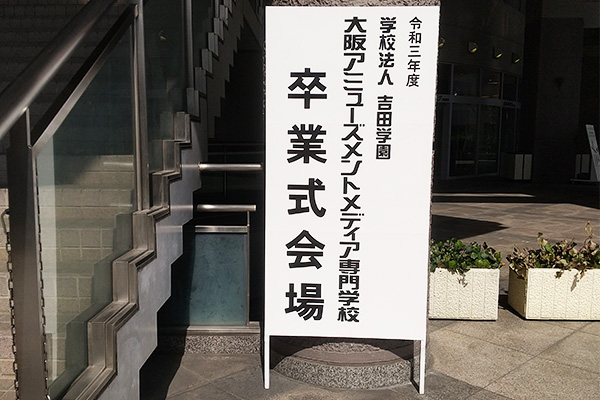 令和三年度
学校法人 吉田学園
大阪アニューズメントメディア専門学校
卒業式会場